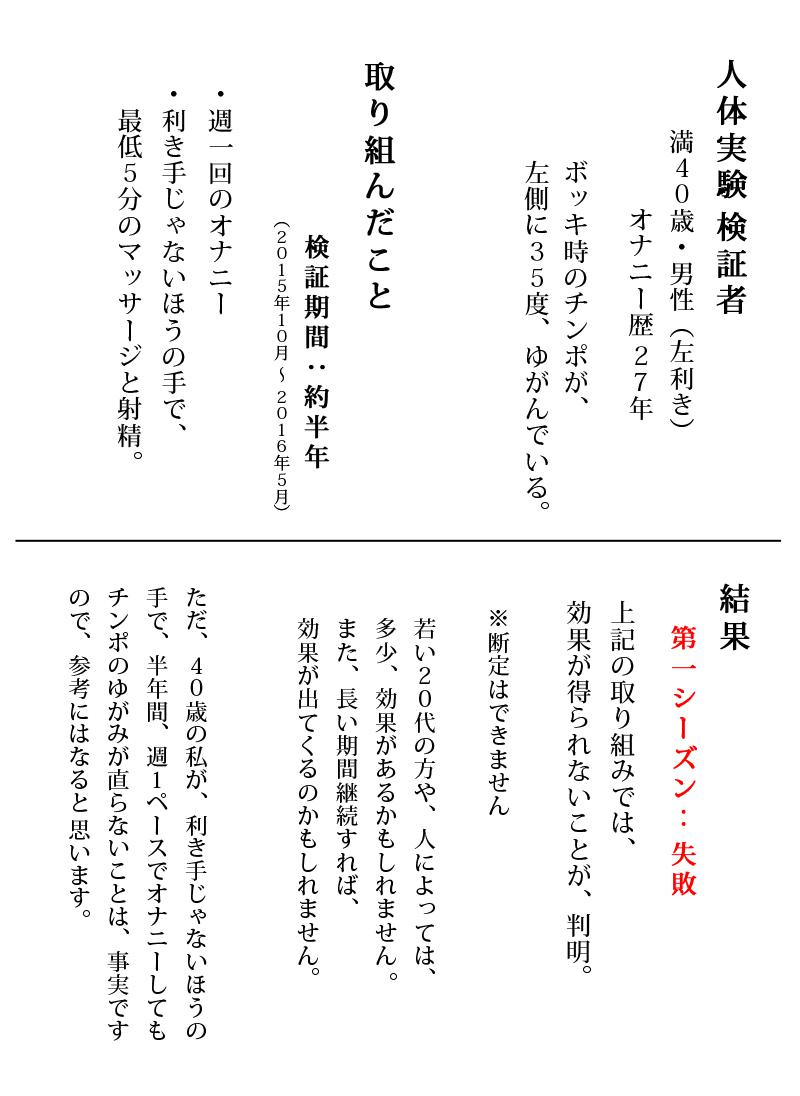 人体実験 検証者
満40歳・男性（左利き）
オナニー歴 27年
ボッキ時のチンポが、
左側に35度、ゆがんでいる。
取り組んだこと
検証期間：約半年
（2015年10月～2016年5月）
・週一回のオナニー
・利き手じゃないほうの手で、
最低5分のマッサージと射精。
結果
第一シーズン：失敗
上記の取り組みでは、
効果が得られないことが、判明。
※断定はできません
若い20代の方や、人によっては、
多少、効果があるかもしれません。
また、長い期間継続すれば、
効果が出てくるのかもしれません。
ただ、40歳の私が、利き手じゃないほうの
手で、半年間、週1ペースでオナニーしても
チンポのゆがみが直らないことは、事実です
ので、参考にはなると思います。